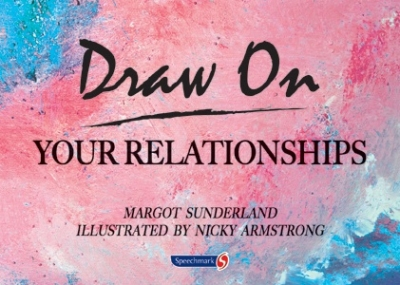 Draw On
YOUR RELATIONSHIPS
MARGOT SUNDERLAND
ILLUSTRATED BY NICKY ARMSTRONG
Speechmark S